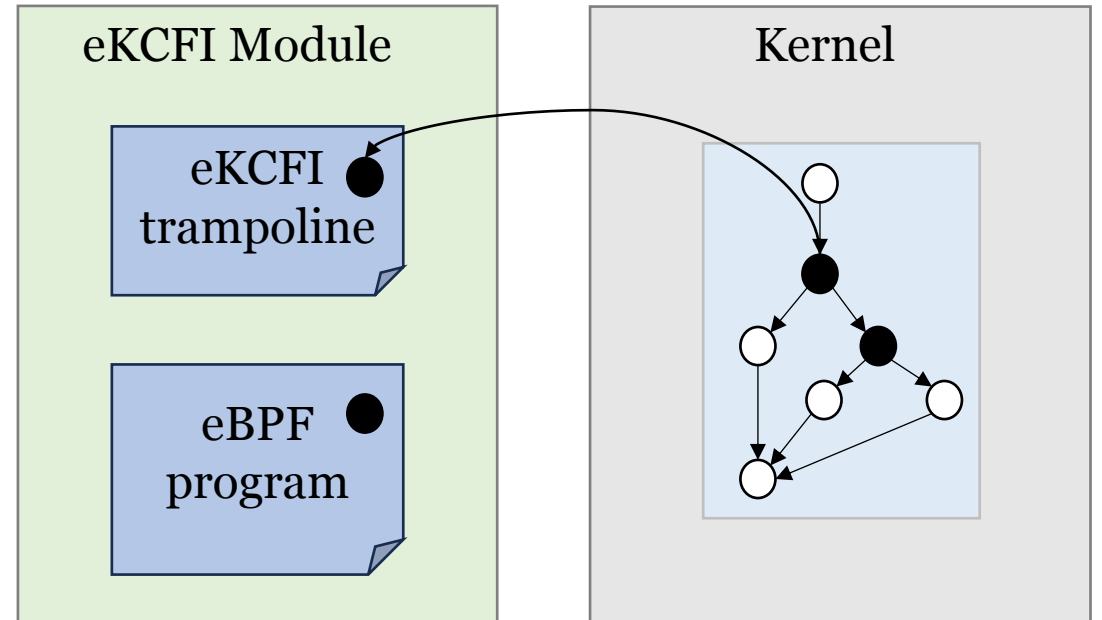 eKCFI Module
Kernel
eKCFI
trampoline
eBPF
program